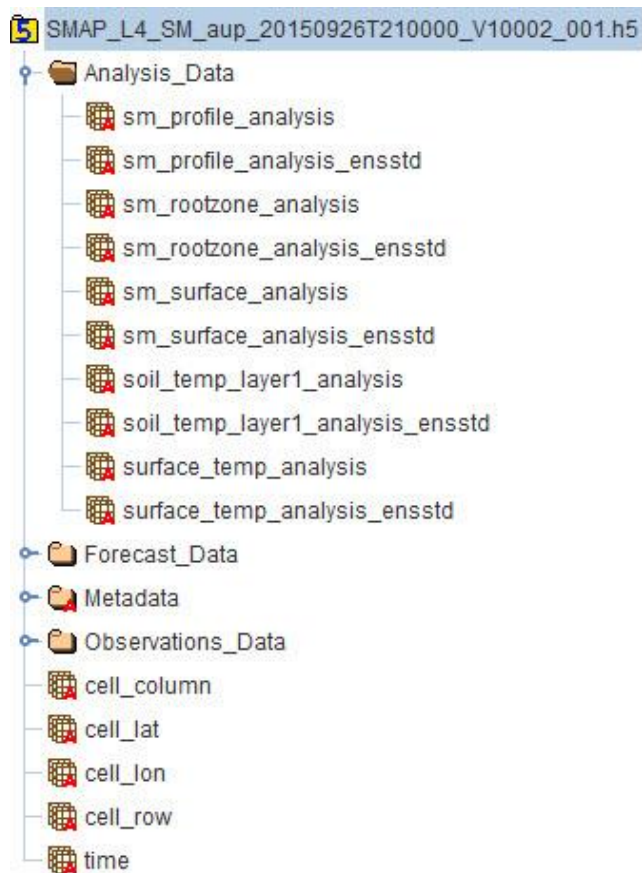 SMAP_L4_SM_aup_20150926T210000_V10002_001.h5
Analysis_Data
sm_profile_analysis
sm_profile_analysis_ensstd
sm_rootzone_analysis
sm_rootzone_analysis_ensstd
sm_surface_analysis
sm_surface_analysis_ensstd
soil_temp_layer1_analysis
soil_temp_layer1_analysis_ensstd
surface_temp_analysis
surface_temp_analysis_ensstd
Forecast_Data
Metadata
Observations_Data
cell_column
cell_lat
cell_lon
cell_row
time